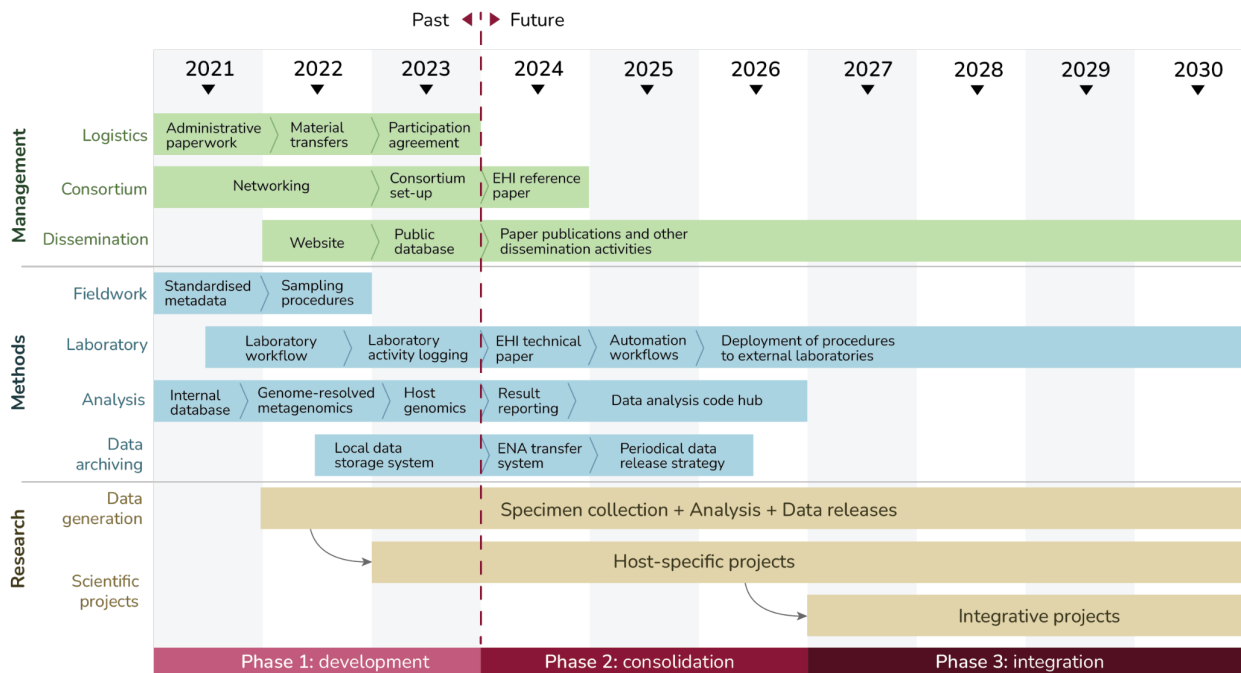 Past Future
2021 2022 2023 2024 2025 2026 2027 2028 2029 2030
Management
Logistics
Administrative
paperwork
Material
transfers
Participation
agreement
Consortium
Networking
Consortium
set-up
EHI reference
paper
Dissemination
Website
Public
database
Paper publications and other
dissemination activities
Methods
Fieldwork
Standardised
metadata
Sampling
procedures
Laboratory
Laboratory
workflow
Laboratory
activity logging
EHI technical
paper
Automation
workflows
Deployment of procedures
to external laboratories
Analysis
Internal
database
Genome-resolved
metagenomics
Host
genomics
Result
reporting
Data analysis code hub
Data
archiving
Local data
storage system
ENA transfer
system
Periodical data
release strategy
Research
Data
generation
Specimen collection + Analysis + Data releases
Scientific
projects
Host-specific projects
Integrative projects
Phase 1: development
Phase 2: consolidation
Phase 3: integration